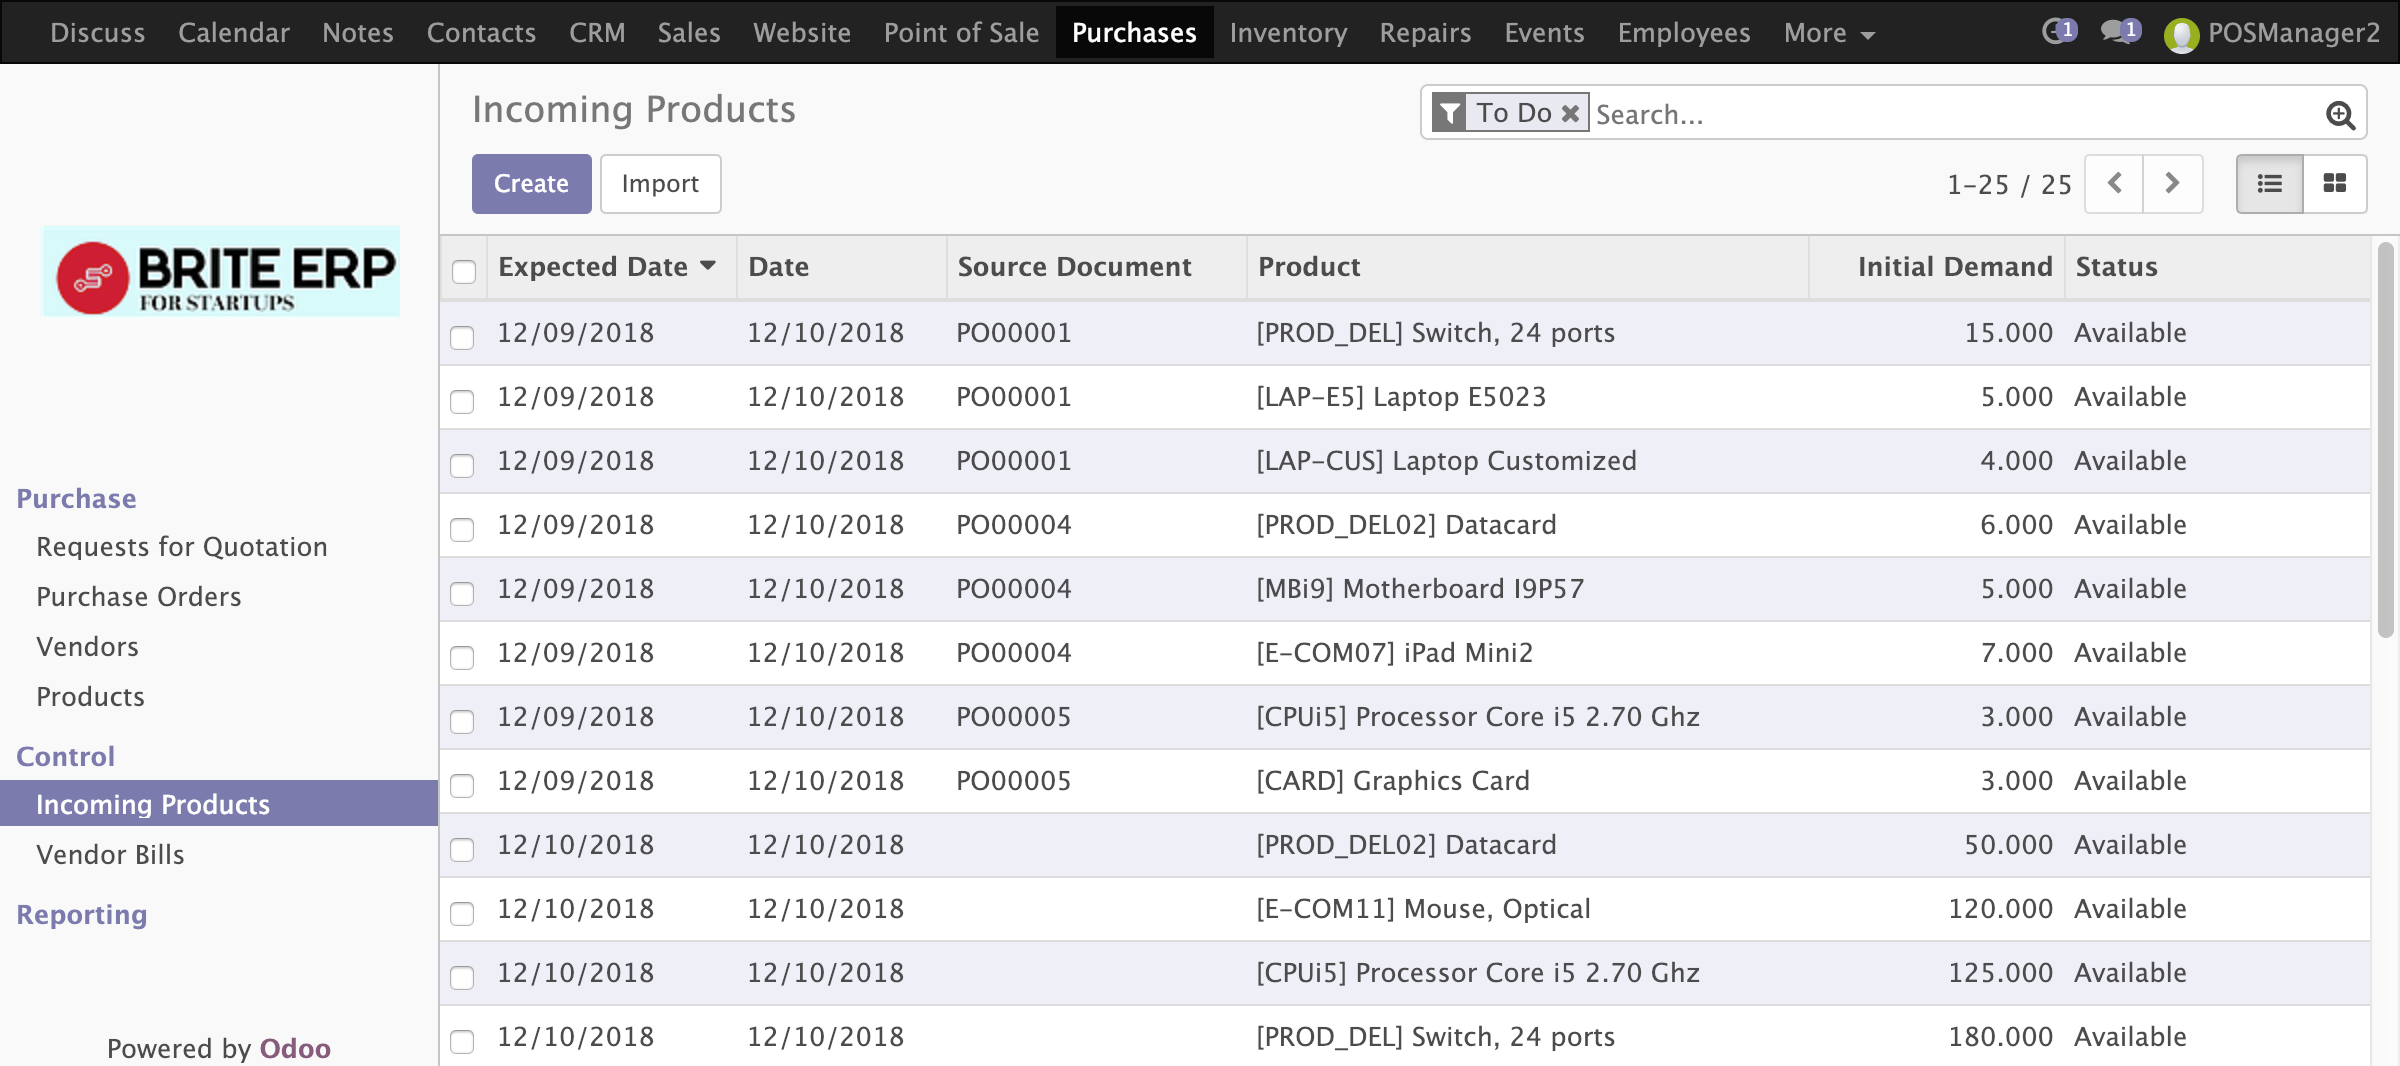 Discuss Calendar Notes Contacts CRM Sales Website Point of Sale Purchases Inventory Repairs Events Employees More 1 1 POSManager2
BRITE ERP
FOR STARTUPS
Purchase
Requests for Quotation
Purchase Orders
Vendors
Products
Control
Incoming Products
Vendor Bills
Reporting
Powered by Odoo
Incoming Products
To Do Search...
Create Import
1-25 / 25
Expected Date Date Source Document Product Initial Demand Status
12/09/2018 12/10/2018 PO00001 [PROD_DEL] Switch, 24 ports 15.000 Available
12/09/2018 12/10/2018 PO00001 [LAP-E5] Laptop E5023 5.000 Available
12/09/2018 12/10/2018 PO00001 [LAP-CUS] Laptop Customized 4.000 Available
12/09/2018 12/10/2018 PO00004 [PROD_DEL02] Datacard 6.000 Available
12/09/2018 12/10/2018 PO00004 [MBi9] Motherboard I9P57 5.000 Available
12/09/2018 12/10/2018 PO00004 [E-COM07] iPad Mini2 7.000 Available
12/09/2018 12/10/2018 PO00005 [CPUi5] Processor Core i5 2.70 Ghz 3.000 Available
12/09/2018 12/10/2018 PO00005 [CARD] Graphics Card 3.000 Available
12/10/2018 12/10/2018 [PROD_DEL02] Datacard 50.000 Available
12/10/2018 12/10/2018 [E-COM11] Mouse, Optical 120.000 Available
12/10/2018 12/10/2018 [CPUi5] Processor Core i5 2.70 Ghz 125.000 Available
12/10/2018 12/10/2018 [PROD_DEL] Switch, 24 ports 180.000 Available